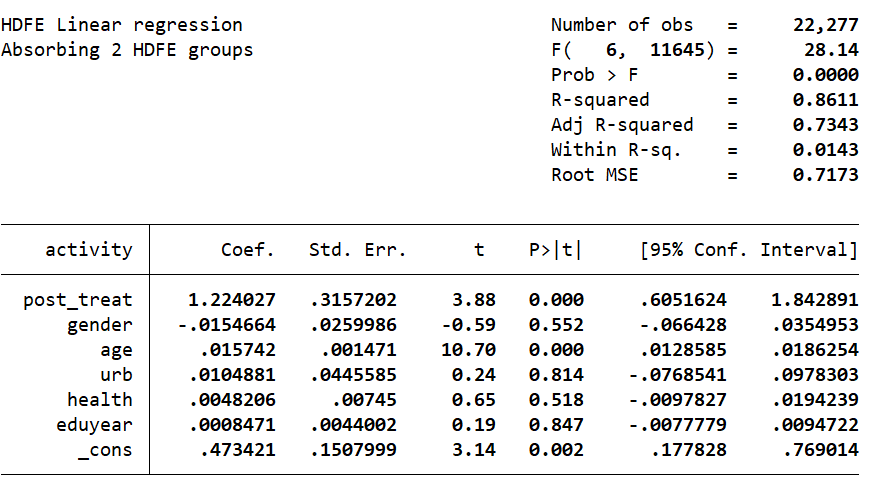 HDFE Linear regression Number of obs = 22,277
Absorbing 2 HDFE groups F( 6, 11645) = 28.14
Prob > F = 0.0000
R-squared = 0.8611
Adj R-squared = 0.7343
Within R-sq. = 0.0143
Root MSE = 0.7173
activity Coef. Std. Err. t P>|t| [95% Conf. Interval]
post_treat 1.224027 .3157202 3.88 0.000 .6051624 1.842891
gender -.0154664 .0259986 -0.59 0.552 -.066428 .0354953
age .015742 .001471 10.70 0.000 .0128585 .0186254
urb .0104881 .0445585 0.24 0.814 -.0768541 .0978303
health .0048206 .00745 0.65 0.518 -.0097827 .0194239
eduyear .0008471 .0044002 0.19 0.847 -.0077779 .0094722
_cons .473421 .1507999 3.14 0.002 .177828 .769014